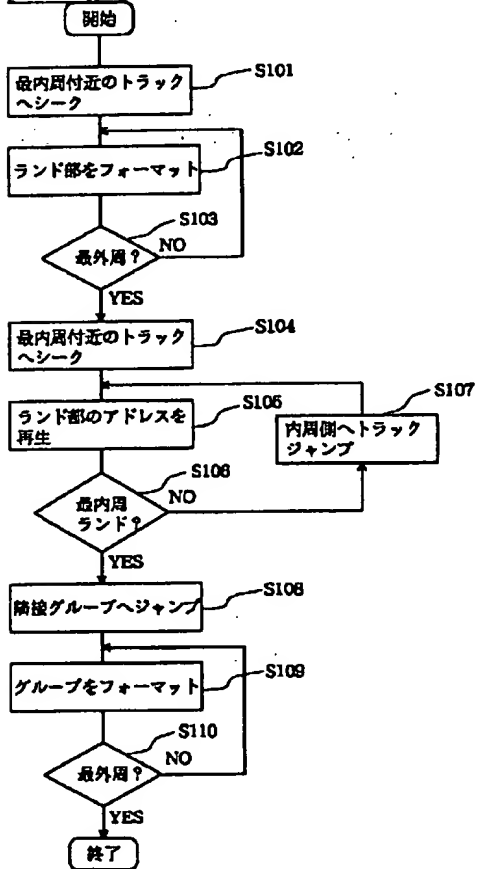 開始
最内周付近のトラック
へシーク
S101
ランド部をフォーマット
S102
最外周?
S103
NO
YES
最内周付近のトラック
へシーク
S104
ランド部のアドレスを
再生
S105
内周側へトラック
ジャンプ
S107
最内周
ランド?
S106
NO
YES
隣接グループへジャンプ
S108
グループをフォーマット
S109
最外周?
S110
NO
YES
終了